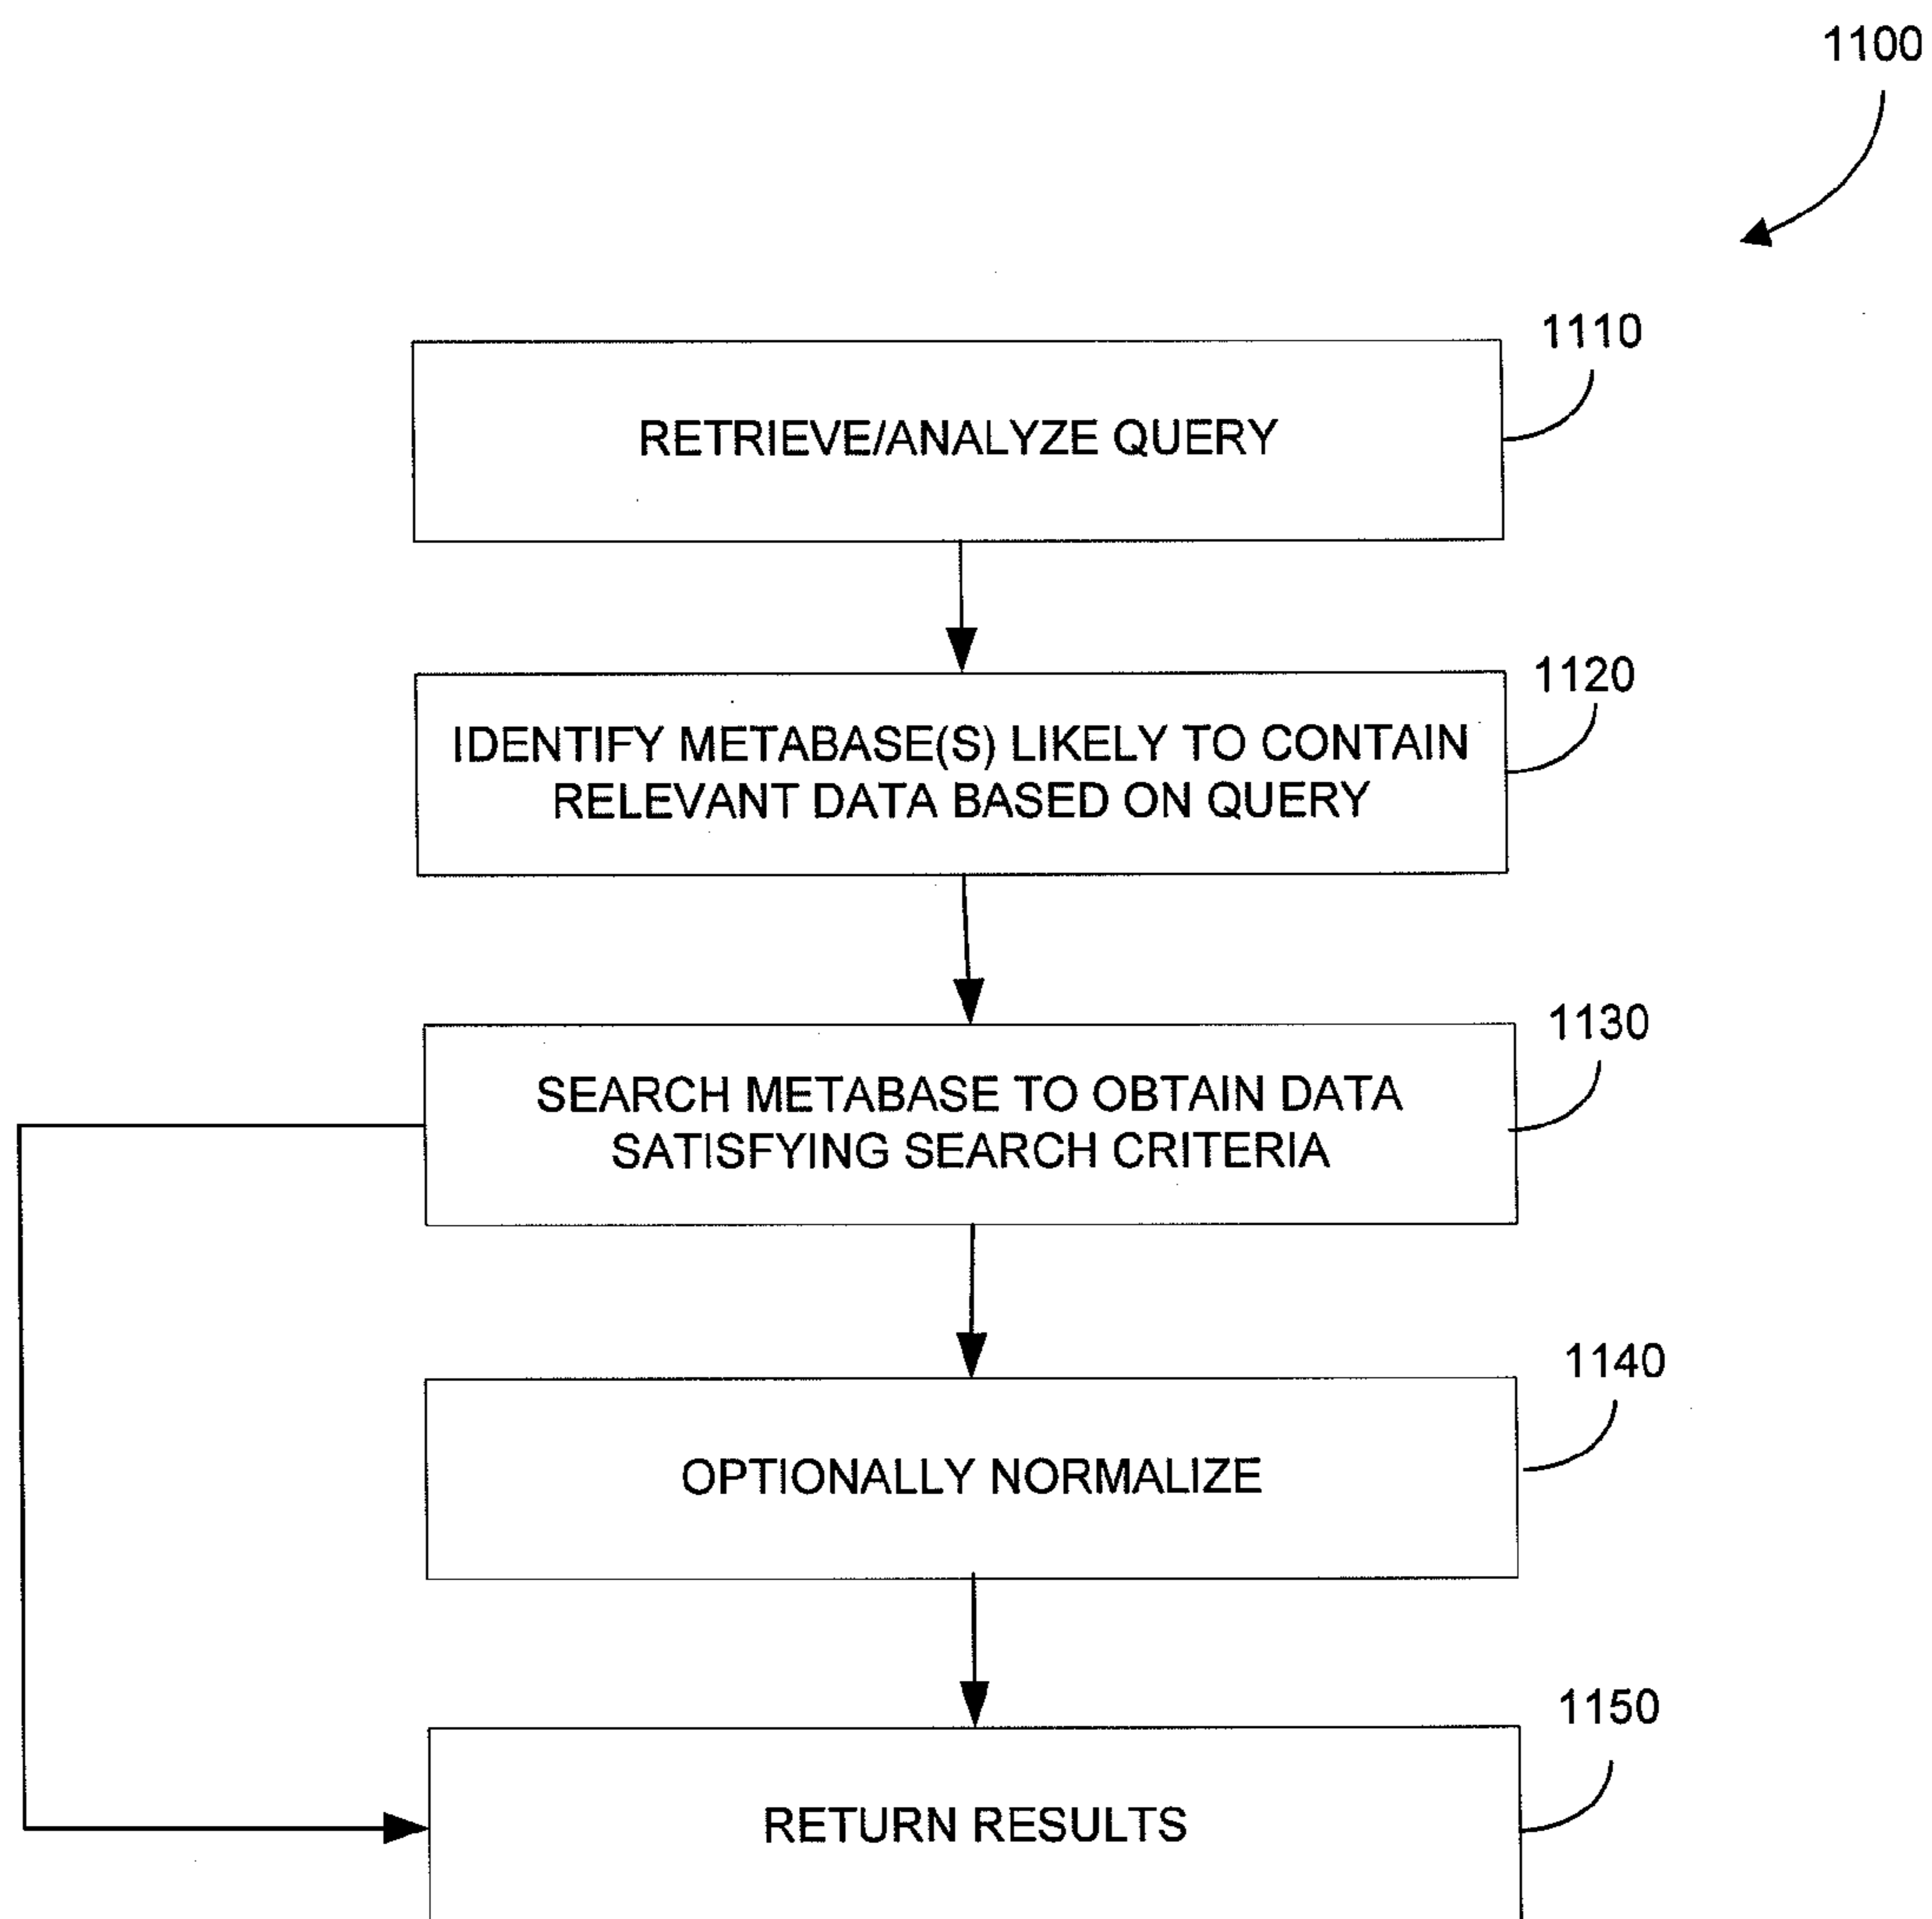 1100
1110
RETRIEVE/ANALYZE QUERY
1120
IDENTIFY METABASE(S) LIKELY TO CONTAIN
RELEVANT DATA BASED ON QUERY
1130
SEARCH METABASE TO OBTAIN DATA
SATISFYING SEARCH CRITERIA
1140
OPTIONALLY NORMALIZE
1150
RETURN RESULTS